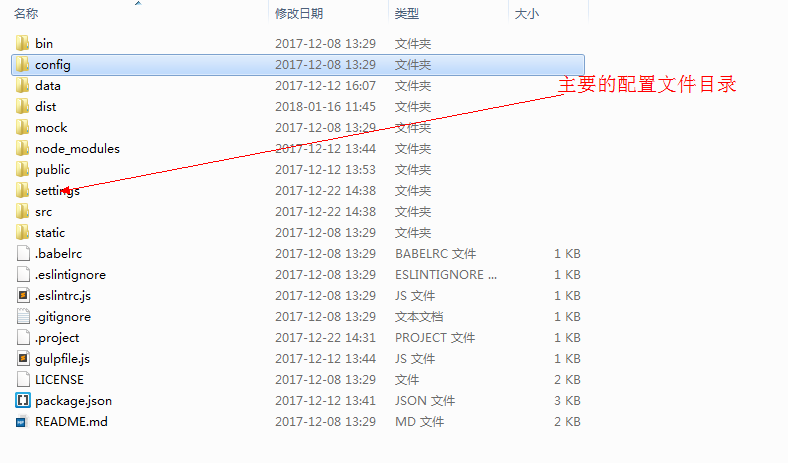 名称 修改日期 类型 大小
bin 2017-12-08 13:29 文件夹
config 2017-12-08 13:29 文件夹
主要的配置文件目录
data 2017-12-12 16:07 文件夹
dist 2018-01-16 11:45 文件夹
mock 2017-12-08 13:29 文件夹
node_modules 2017-12-12 13:44 文件夹
public 2017-12-12 13:53 文件夹
settings 2017-12-22 14:38 文件夹
src 2017-12-22 14:38 文件夹
static 2017-12-08 13:29 文件夹
.babelrc 2017-12-08 13:29 BABELRC 文件 1 KB
.eslintignore 2017-12-08 13:29 ESLINTIGNORE ... 1 KB
.eslintrc.js 2017-12-08 13:29 JS 文件 1 KB
.gitignore 2017-12-08 13:29 文本文档 1 KB
.project 2017-12-22 14:31 PROJECT 文件 1 KB
gulpfile.js 2017-12-12 13:44 JS 文件 1 KB
LICENSE 2017-12-08 13:29 文件 2 KB
package.json 2017-12-12 13:41 JSON 文件 3 KB
README.md 2017-12-08 13:29 MD 文件 2 KB